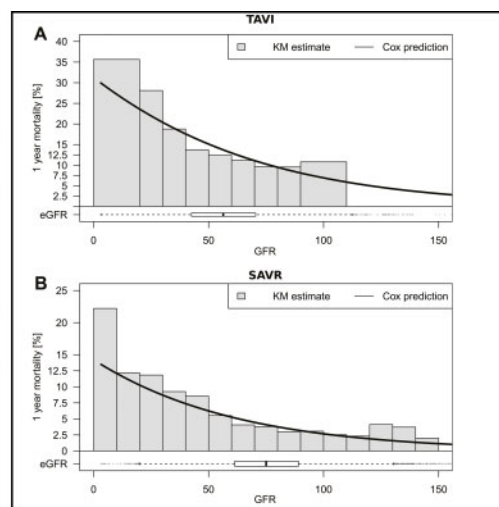 TAVI
A
KM estimate
Cox prediction
1 year mortality [%]
40
35
30
25
20
15
12.5
10
7.5
5
2.5
eGFR
0
50
100
150
GFR
SAVR
B
KM estimate
Cox prediction
1 year mortality [%]
25
20
15
12.5
10
7.5
5
2.5
0
eGFR
0
50
100
150
GFR